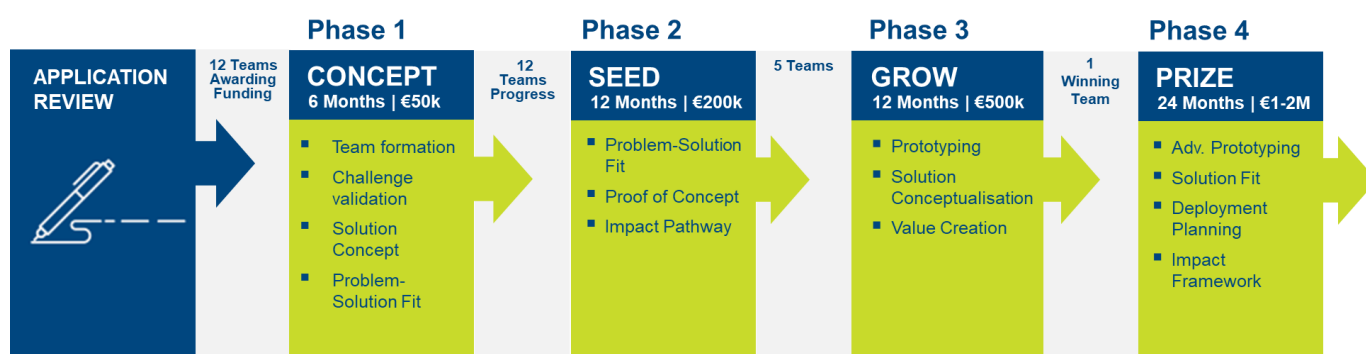 APPLICATION
REVIEW
12 Teams
Awarding
Funding
Phase 1
CONCEPT
6 Months | €50k
Team formation
Challenge
validation
Solution
Concept
Problem-
Solution Fit
12
Teams
Progress
Phase 2
SEED
12 Months | €200k
Problem-Solution
Fit
Proof of Concept
Impact Pathway
5 Teams
Phase 3
GROW
12 Months | €500k
Prototyping
Solution
Conceptualisation
Value Creation
1
Winning
Team
Phase 4
PRIZE
24 Months | €1-2M
Adv. Prototyping
Solution Fit
Deployment
Planning
Impact
Framework